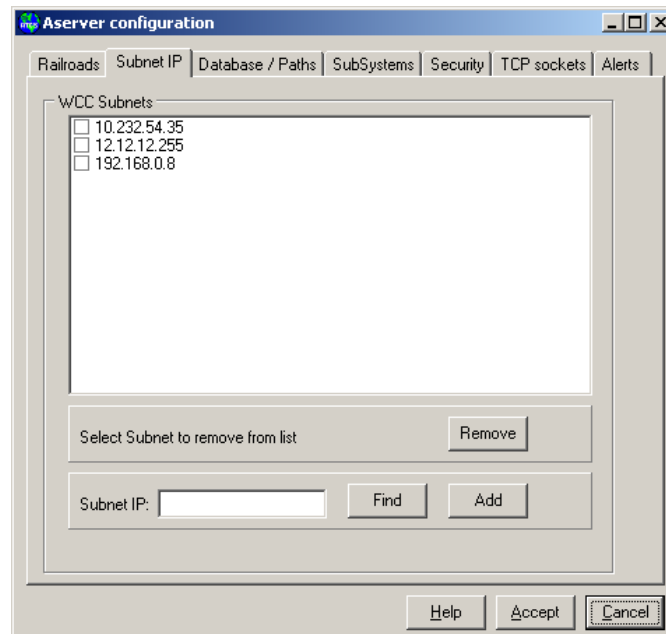 Aserver configuration
Railroads Subnet IP Database / Paths SubSystems Security TCP sockets Alerts
WCC Subnets
10.232.54.35
12.12.12.255
192.168.0.8
Select Subnet to remove from list Remove
Subnet IP: Find Add
Help Accept Cancel